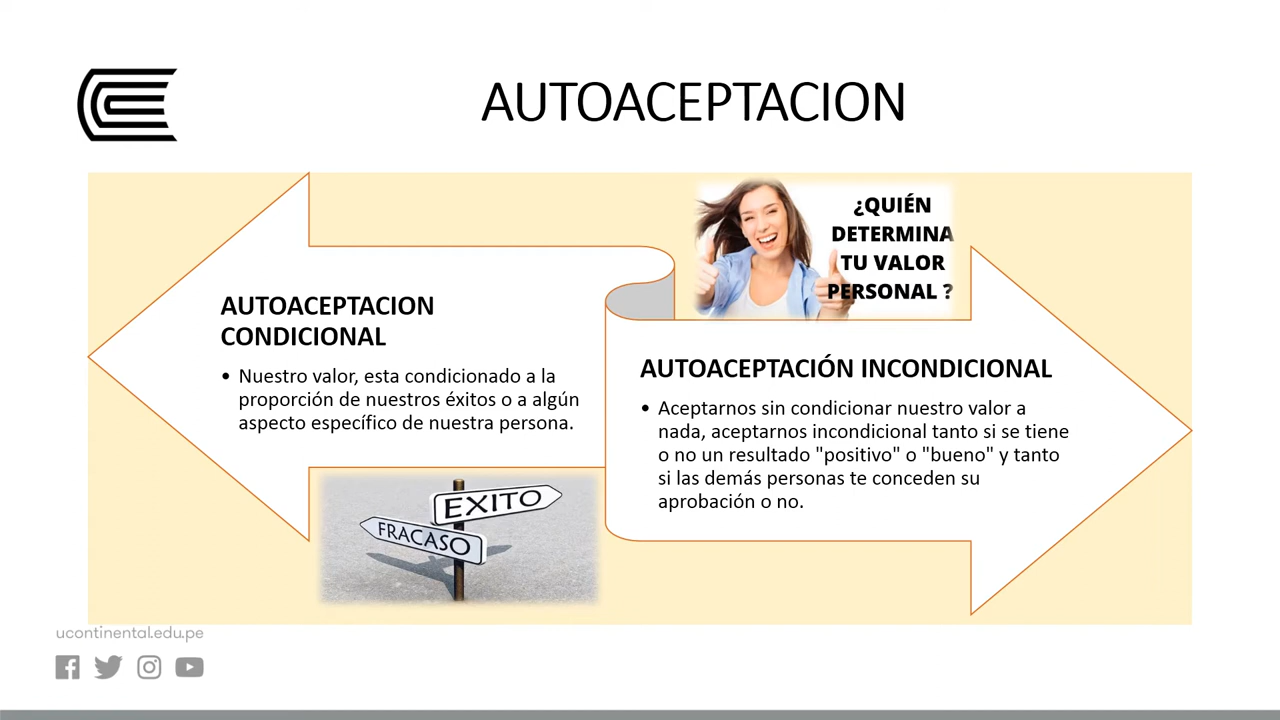 AUTOACEPTACION
¿QUIÉN
DETERMINA
TU VALOR
PERSONAL ?
AUTOACEPTACION
CONDICIONAL
• Nuestro valor, esta condicionado a la
proporción de nuestros éxitos o a algún
aspecto específico de nuestra persona.
AUTOACEPTACIÓN INCONDICIONAL
• Aceptarnos sin condicionar nuestro valor a
nada, aceptarnos incondicional tanto si se tiene
o no un resultado "positivo" o "bueno" y tanto
si las demás personas te conceden su
aprobación o no.
EXITO
FRACASO
ucontinental.edu.pe